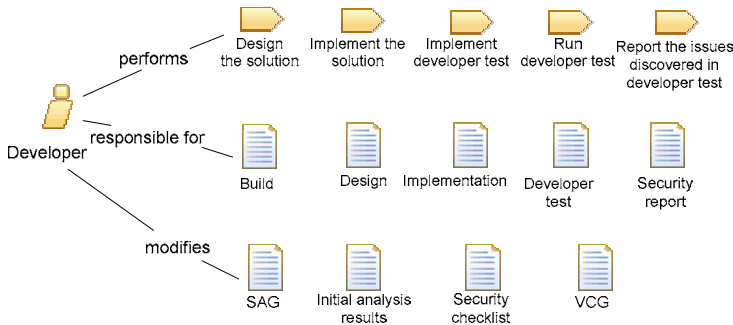 performs
Design
the solution
Implement the
solution
Implement
developer test
Run
developer test
Report the issues
discovered in
developer test
Developer
responsible for
Build
Design
Implementation
Developer
test
Security
report
modifies
SAG
Initial analysis
results
Security
checklist
VCG